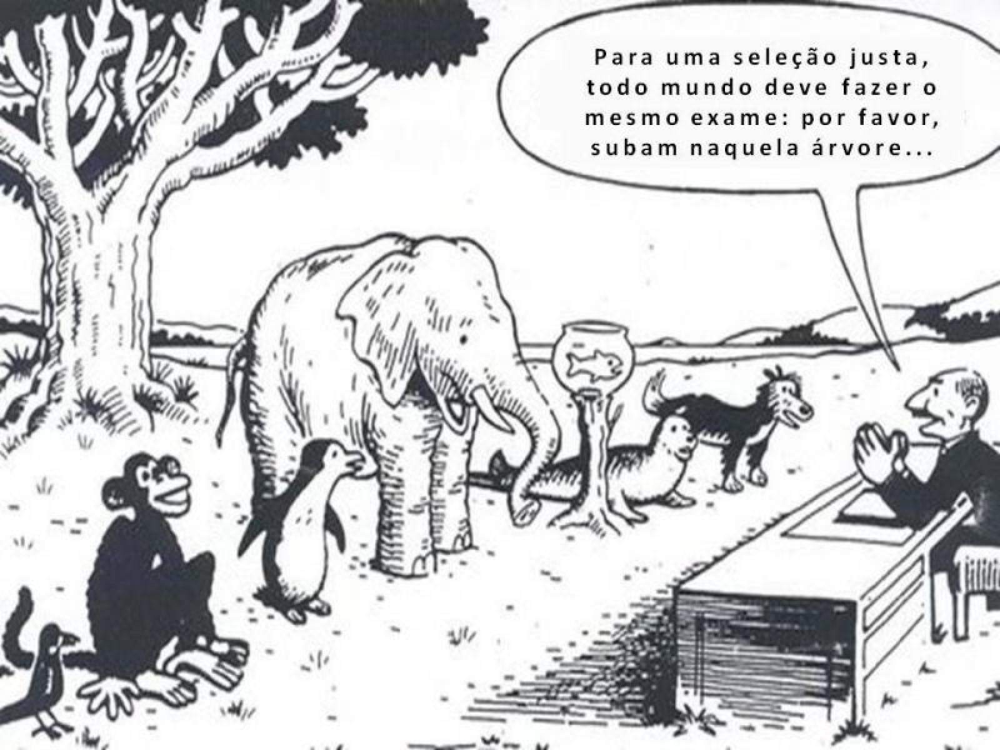 Para uma seleção justa,
todo mundo deve fazer o
mesmo exame: por favor,
subam naquela árvore...